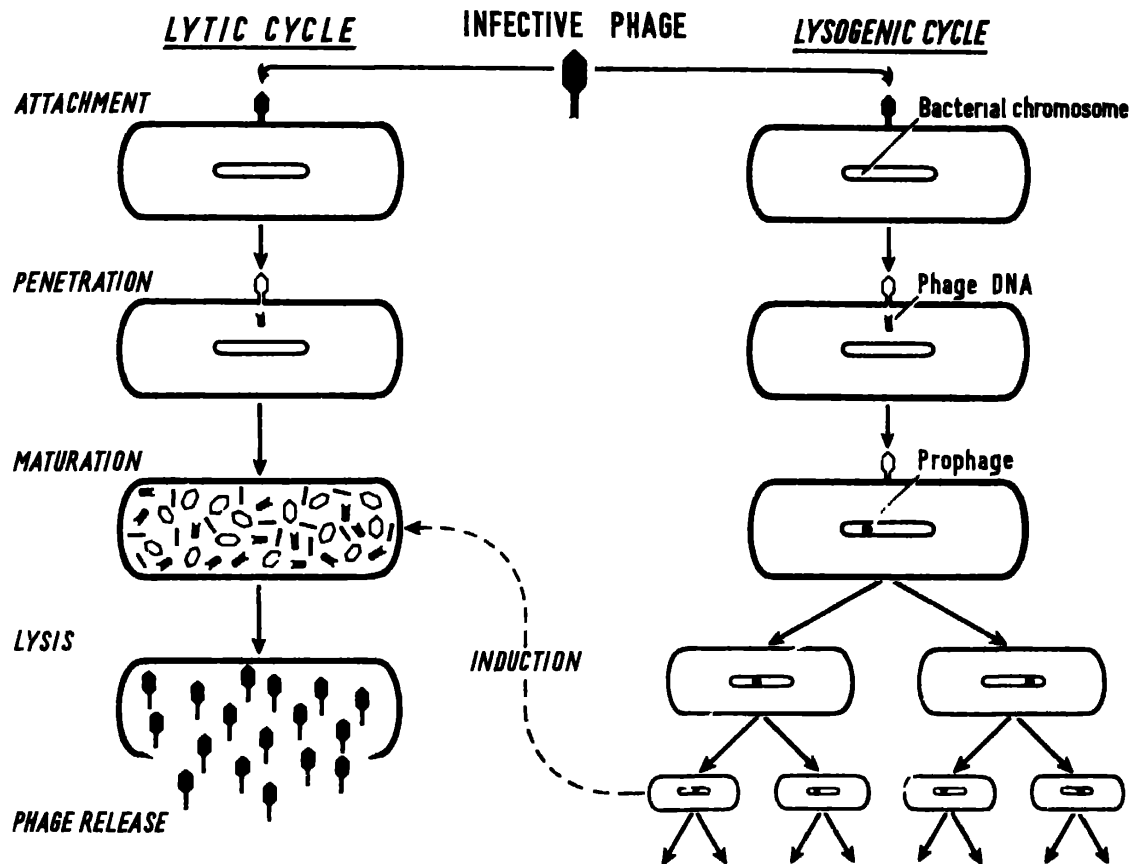 LYTIC CYCLE
INFECTIVE PHAGE
LYSOGENIC CYCLE
ATTACHMENT
Bacterial chromosome
PENETRATION
Phage DNA
MATURATION
Prophage
LYSIS
INDUCTION
PHAGE RELEASE